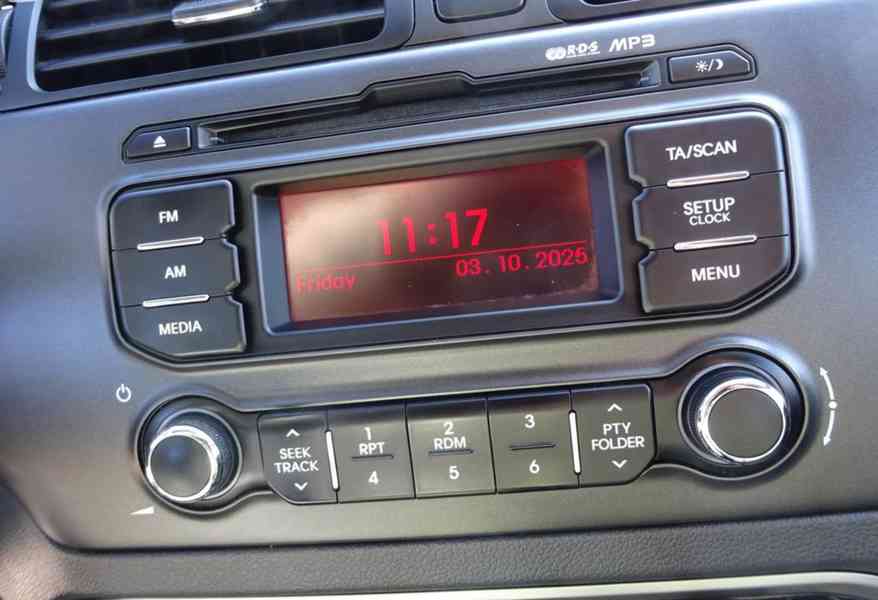 R·D·S MP3
TA/SCAN
FM
SETUP
CLOCK
11:17
AM
03.10.2025
Friday
MENU
MEDIA
SEEK
TRACK
1
RPT
4
2
RDM
5
3
6
PTY
FOLDER